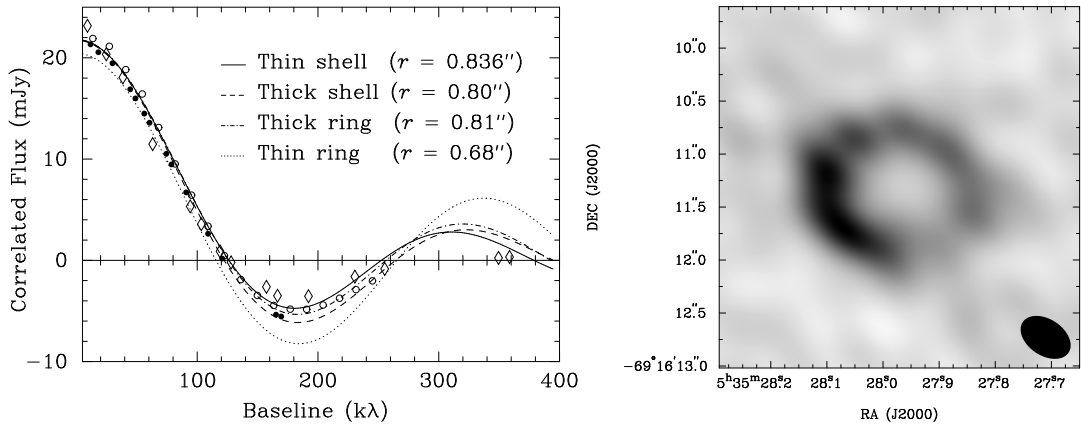 Correlated Flux (mJy)
20
10
0
−10
Thin shell (r = 0.836″)
Thick shell (r = 0.80″)
Thick ring (r = 0.81″)
Thin ring (r = 0.68″)
100 200 300 400
Baseline (kλ)
DEC (J2000)
10″.0
10″.5
11″.0
11″.5
12″.0
12″.5
−69°16′13″.0
5h35m28s.2 28s.1 28s.0 27s.9 27s.8 27s.7
RA (J2000)